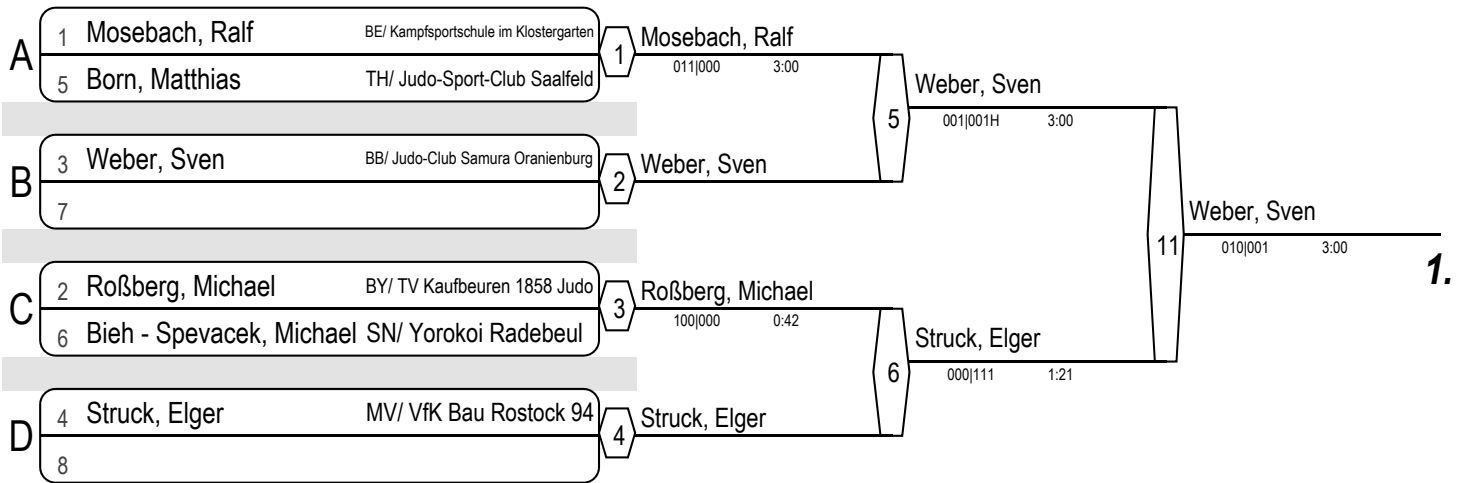 A
1 Mosebach, Ralf BE/ Kampfsportschule im Klostergarten
5 Born, Matthias TH/ Judo-Sport-Club Saalfeld
1 Mosebach, Ralf
011|000 3:00
B
3 Weber, Sven BB/ Judo-Club Samura Oranienburg
7
2 Weber, Sven
5 Weber, Sven
001|001H 3:00
C
2 Roßberg, Michael BY/ TV Kaufbeuren 1858 Judo
6 Bieh - Spevacek, Michael SN/ Yorokoi Radebeul
3 Roßberg, Michael
100|000 0:42
D
4 Struck, Elger MV/ VfK Bau Rostock 94
8
4 Struck, Elger
6 Struck, Elger
000|111 1:21
11 Weber, Sven
010|001 3:00
1.